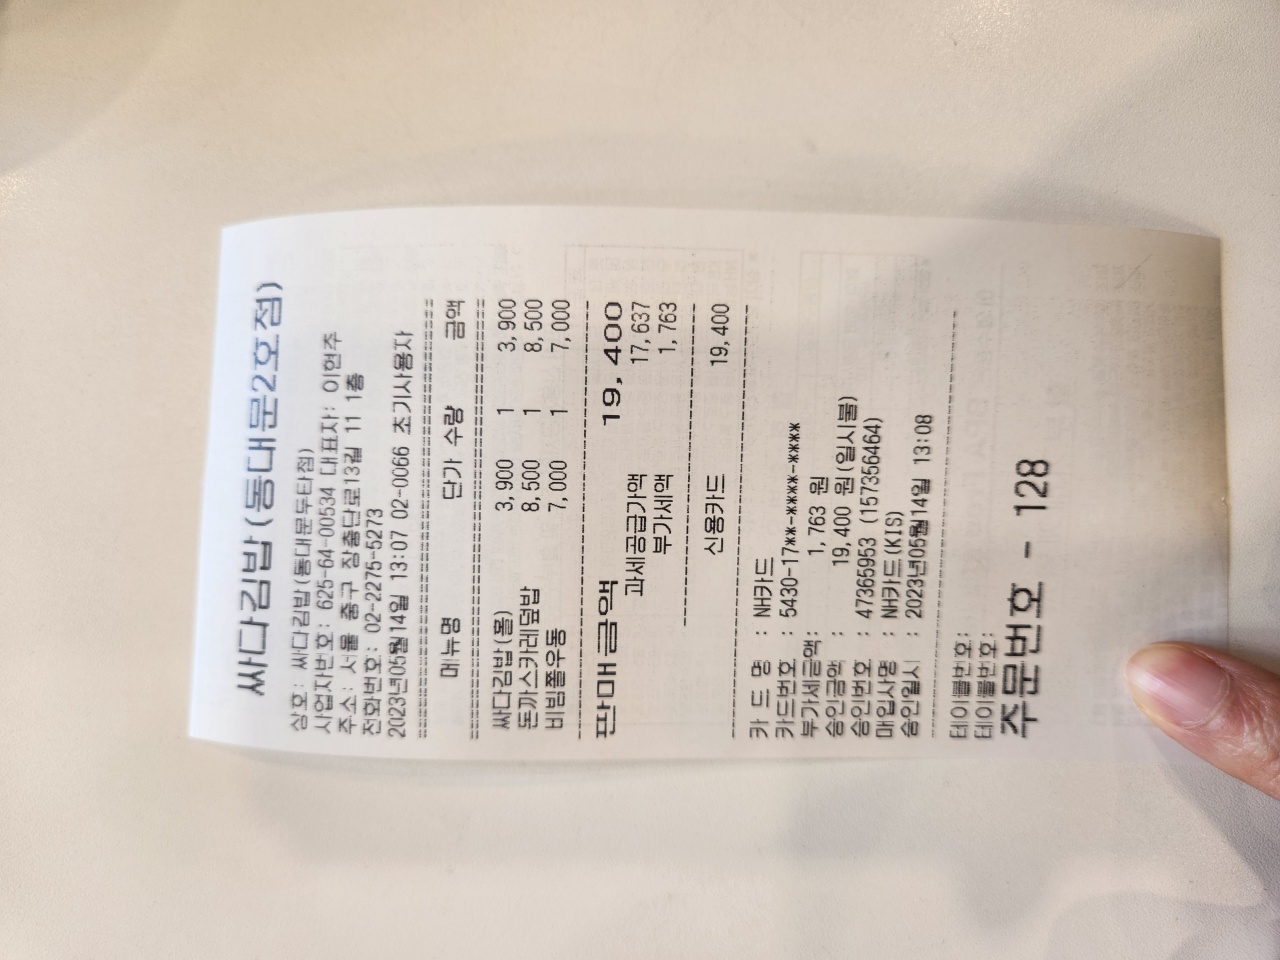 싸다김밥(동대문2호점)
상호: 싸다김밥(동대문두타점)
사업자번호: 625-64-00534 대표자: 이현주
주소: 서울 중구 장충단로13길 11 1층
전화번호: 02-2275-5273
2023년05월14일 13:07 02-0066 초기사용자
메뉴명 단가 수량 금액
싸다김밥(홀) 3,900 1 3,900
돈까스카레덮밥 8,500 1 8,500
비빔쫄우동 7,000 1 7,000
판매금액 19,400
과세공급가액 17,637
부가세액 1,763
신용카드 19,400
카 드 명 : NH카드
카드번호 : 5430-17**-****-****
부가세금액: 1,763 원
승인금액 : 19,400 원(일시불)
승인번호 : 47365953 (157356464)
매입사명 : NH카드(KIS)
승인일시 : 2023년05월14일 13:08
테이블번호:
테이블번호:
주문번호 - 128